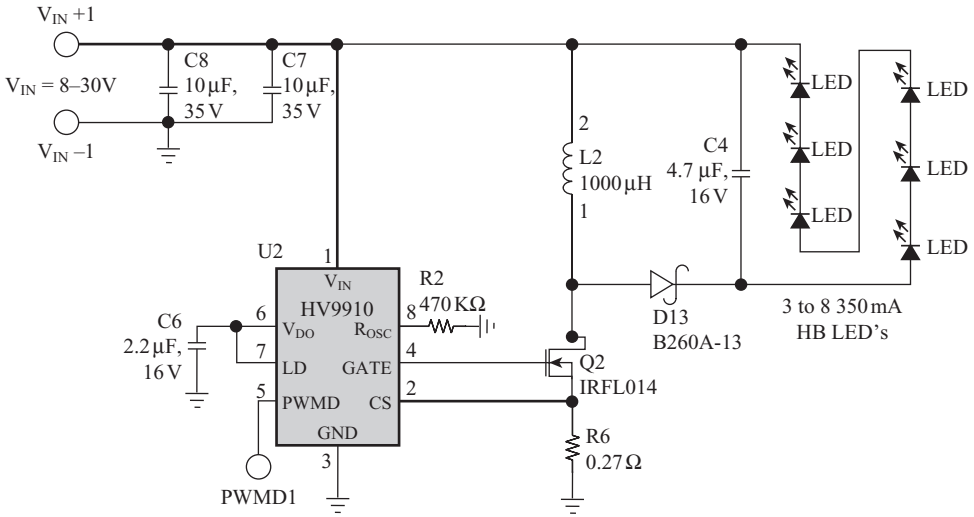 V_IN +1
V_IN = 8–30V
V_IN –1
C8
10 µF,
35 V
C7
10 µF,
35 V
2
L2
1000 µH
1
C4
4.7 µF,
16 V
LED
LED
LED
LED
LED
LED
3 to 8 350 mA
HB LED's
D13
B260A-13
U2
1
V_IN
HV9910
R2
470 KΩ
C6
2.2 µF,
16 V
6
V_DO
R_OSC
8
7
LD
GATE
4
Q2
IRFL014
5
PWMD
CS
2
GND
3
R6
0.27 Ω
PWMD1